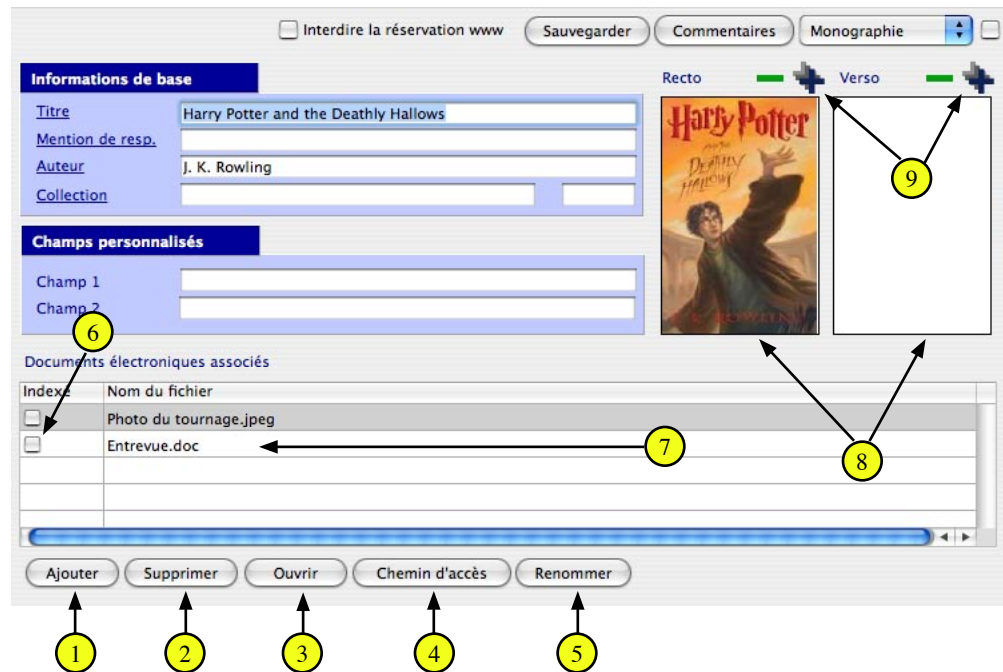 Interdire la réservation www Sauvegarder Commentaires Monographie
Informations de base Recto Verso
Titre Harry Potter and the Deathly Hallows
Mention de resp.
Auteur J. K. Rowling
Collection
Harry Potter
and the
Deathly
Hallows
J. K. ROWLING
9
Champs personnalisés
Champ 1
Champ 2
6
Documents électroniques associés
Indexé Nom du fichier
Photo du tournage.jpeg
Entrevue.doc 7
8
Ajouter Supprimer Ouvrir Chemin d'accès Renommer
1 2 3 4 5